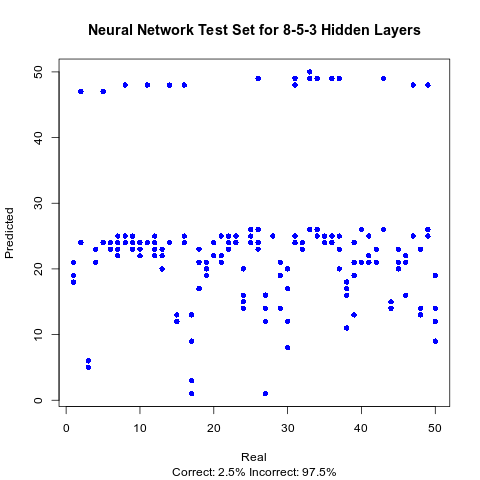 Neural Network Test Set for 8-5-3 Hidden Layers
50
40
30
20
10
0
Predicted
0 10 20 30 40 50
Real
Correct: 2.5% Incorrect: 97.5%